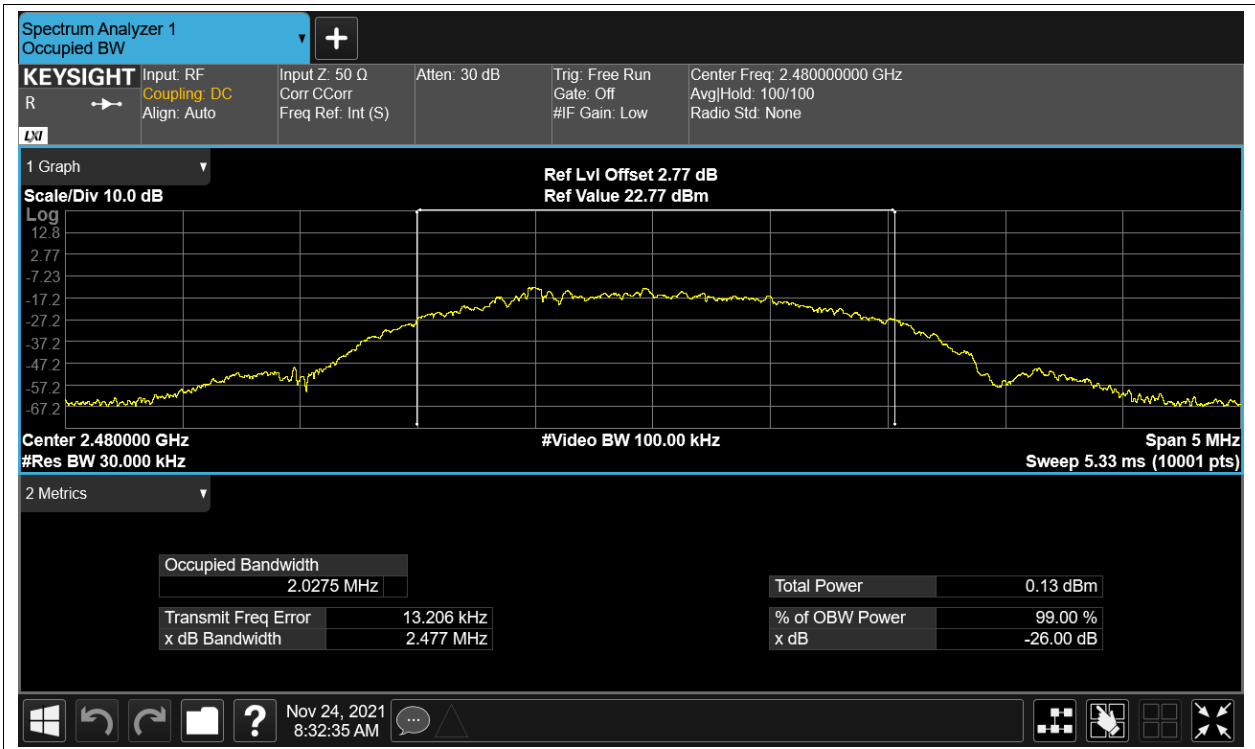 Spectrum Analyzer 1
Occupied BW
KEYSIGHT
R
LXI
Input: RF
Coupling: DC
Align: Auto
Input Z: 50 Ω
Corr CCorr
Freq Ref: Int (S)
Atten: 30 dB
Trig: Free Run
Gate: Off
#IF Gain: Low
Center Freq: 2.480000000 GHz
Avg|Hold: 100/100
Radio Std: None
1 Graph
Scale/Div 10.0 dB
Ref Lvl Offset 2.77 dB
Ref Value 22.77 dBm
Log
12.8
2.77
-7.23
-17.2
-27.2
-37.2
-47.2
-57.2
-67.2
Center 2.480000 GHz
#Video BW 100.00 kHz
Span 5 MHz
#Res BW 30.000 kHz
Sweep 5.33 ms (10001 pts)
2 Metrics
Occupied Bandwidth
2.0275 MHz
Total Power 0.13 dBm
Transmit Freq Error 13.206 kHz
% of OBW Power 99.00 %
x dB Bandwidth 2.477 MHz
x dB -26.00 dB
?
Nov 24, 2021
8:32:35 AM